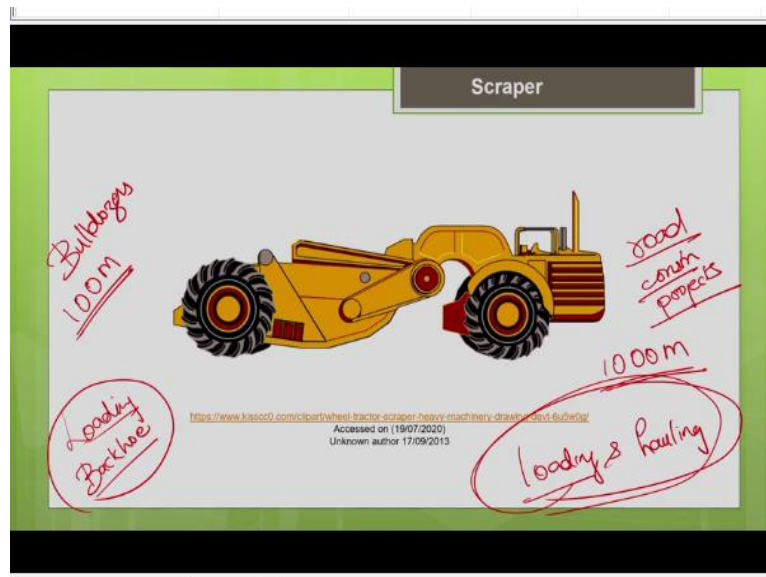 Scraper
Bulldozers
100m
road
constn
projects
1000m
Loading
Backhoe
https://www.kisscc0.com/clipart/wheel-tractor-scraper-heavy-machinery-drawing-devt-6u5w0g/
Accessed on (19/07/2020)
Unknown author 17/09/2013
loading & hauling